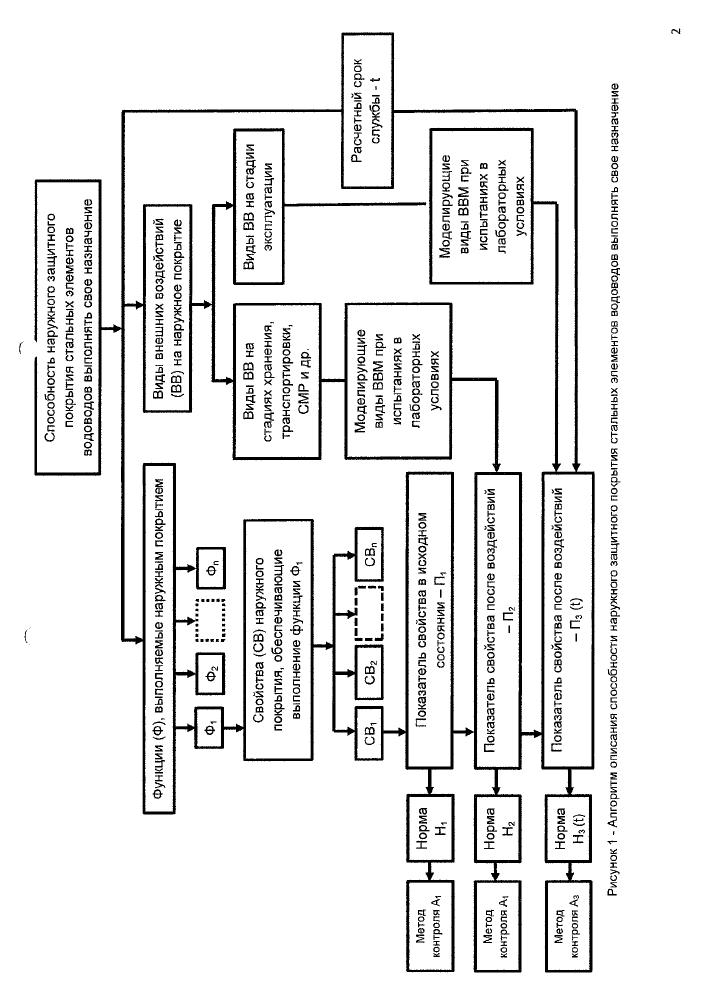 2
Способность наружного защитного
покрытия стальных элементов
водоводов выполнять свое назначение
Функции (Ф), выполняемые наружным покрытием
Виды внешних воздействий
(ВВ) на наружное покрытие
Расчетный срок
службы - t
Ф1
Ф2
Фn
Свойства (СВ) наружного
покрытия, обеспечивающие
выполнение функции Ф1
Виды ВВ на
стадиях хранения,
транспортировки,
СМР и др.
Виды ВВ на стадии
эксплуатации
СВ1
СВ2
СВn
Моделирующие
виды ВВМ при
испытаниях в
лабораторных
условиях
Моделирующие
виды ВВМ при
испытаниях в
лабораторных
условиях
Метод
контроля А1
Норма
Н1
Показатель свойства в исходном
состоянии – П1
Метод
контроля А1
Норма
Н2
Показатель свойства после воздействий
– П2
Метод
контроля А3
Норма
Н3 (t)
Показатель свойства после воздействий
– П3 (t)
Рисунок 1 - Алгоритм описания способности наружного защитного покрытия стальных элементов водоводов выполнять свое назначение